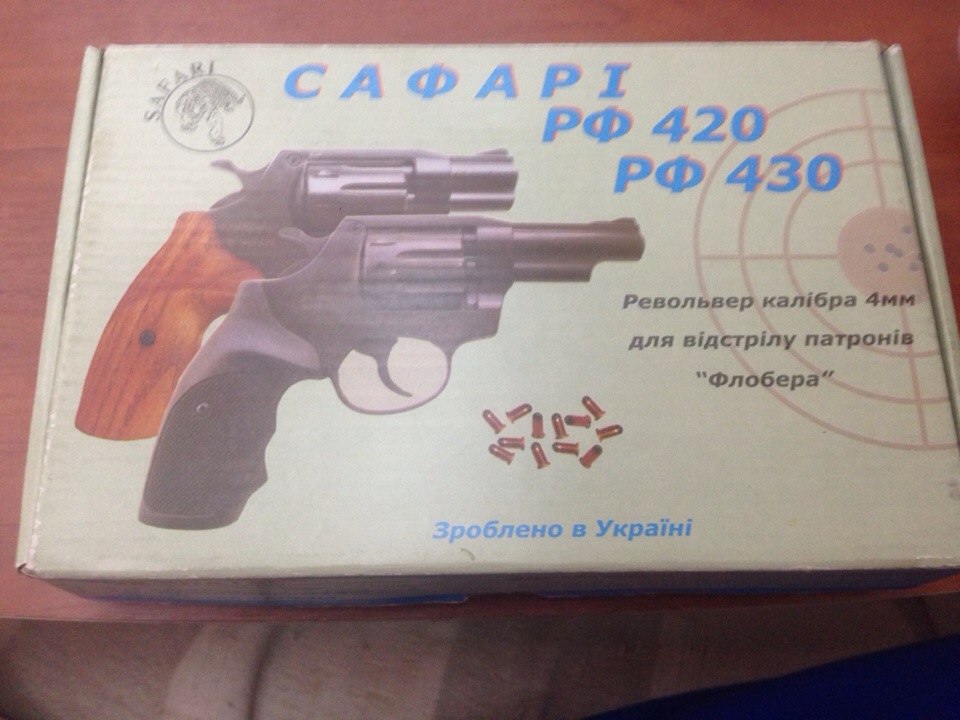 SAFARI
САФАРІ
РФ 420
РФ 430
Револьвер калібра 4мм
для відстрілу патронів
"Флобера"
Зроблено в Україні